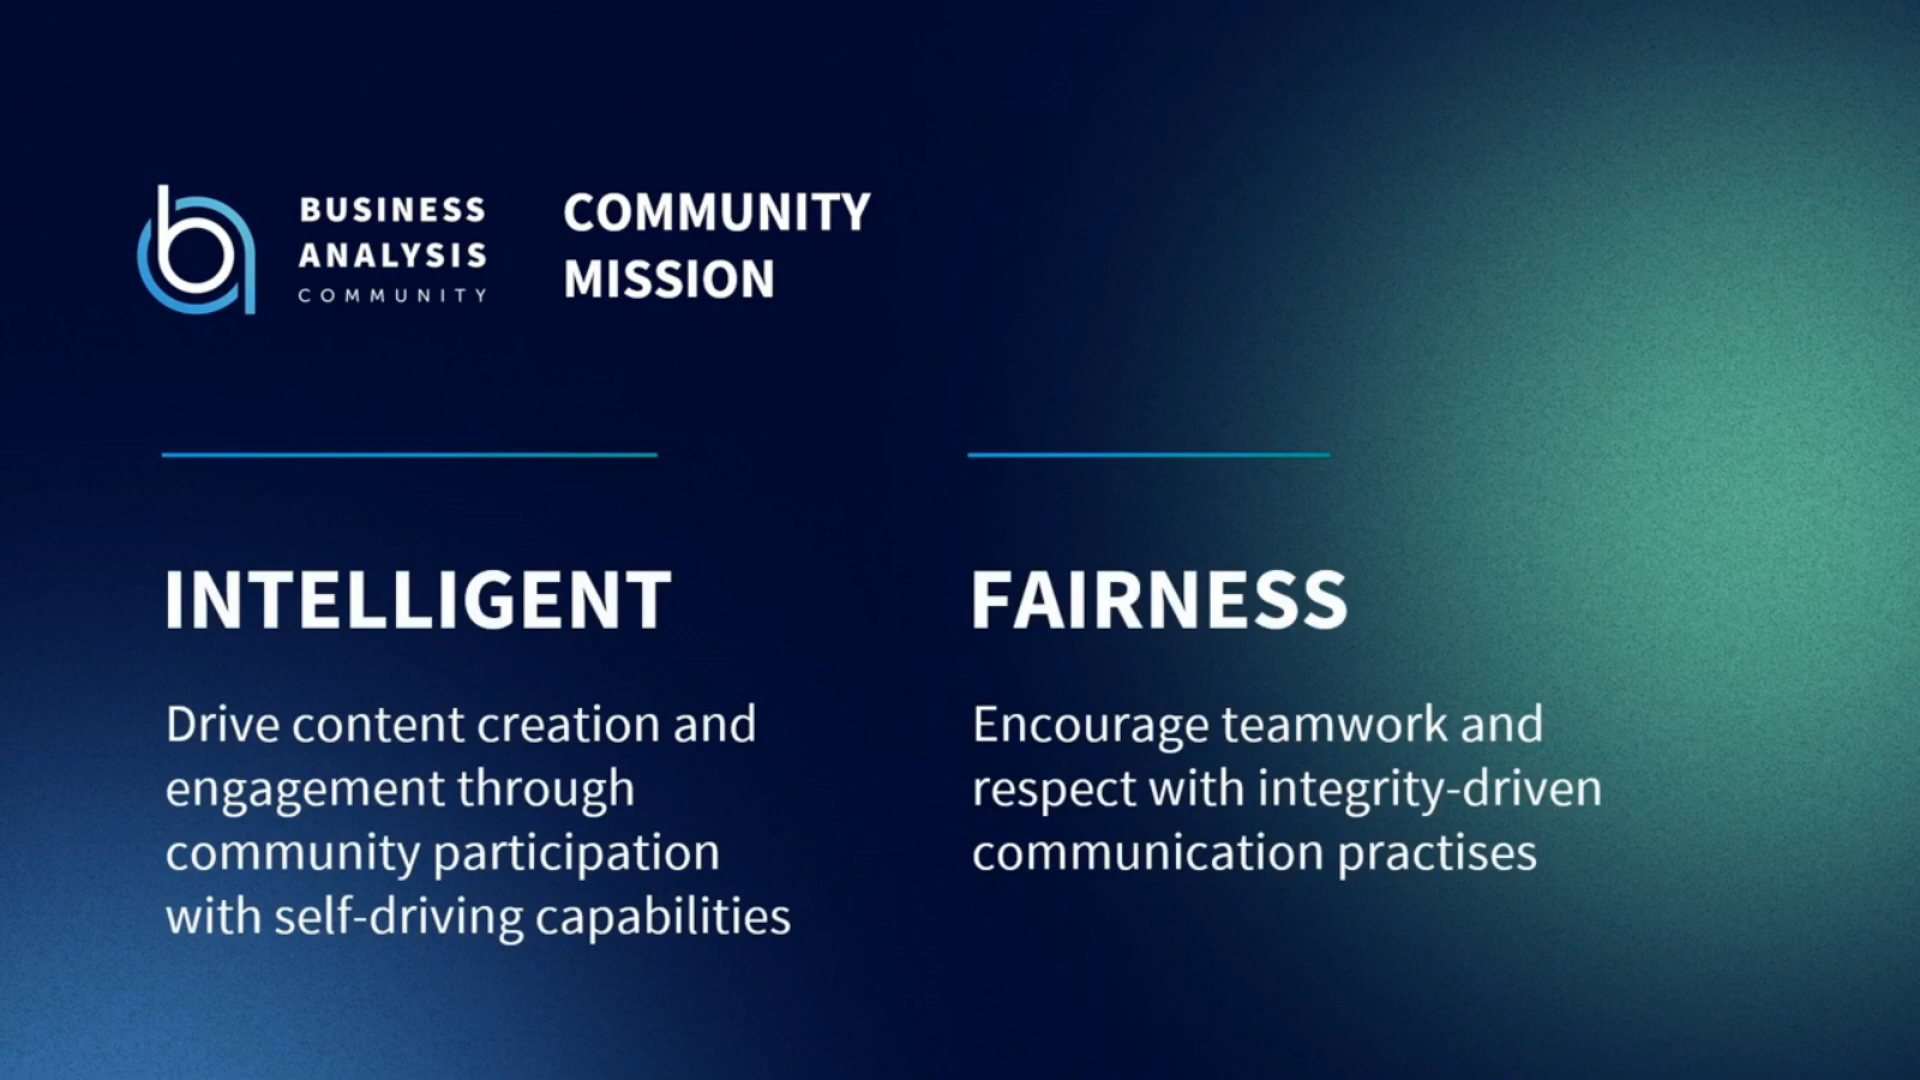 BUSINESS
ANALYSIS
COMMUNITY
COMMUNITY
MISSION
INTELLIGENT
Drive content creation and
engagement through
community participation
with self-driving capabilities
FAIRNESS
Encourage teamwork and
respect with integrity-driven
communication practises